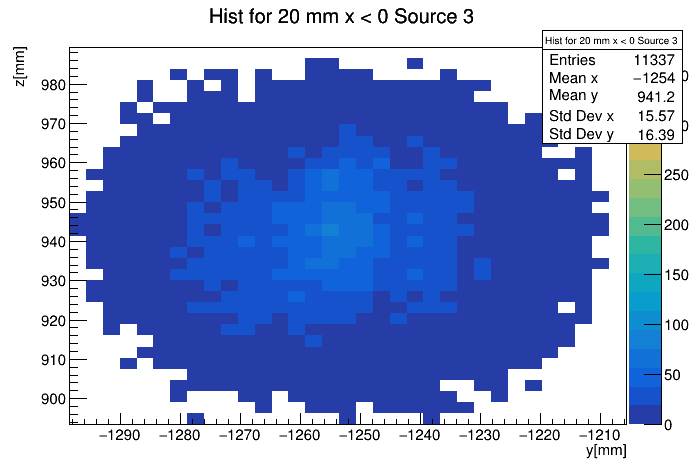 Hist for 20 mm x < 0 Source 3
z[mm]
Hist for 20 mm x < 0 Source 3
Entries 11337
Mean x −1254
Mean y 941.2
Std Dev x 15.57
Std Dev y 16.39
980
970
960
950
940
930
920
910
900
250
200
150
100
50
0
−1290 −1280 −1270 −1260 −1250 −1240 −1230 −1220 −1210
y[mm]